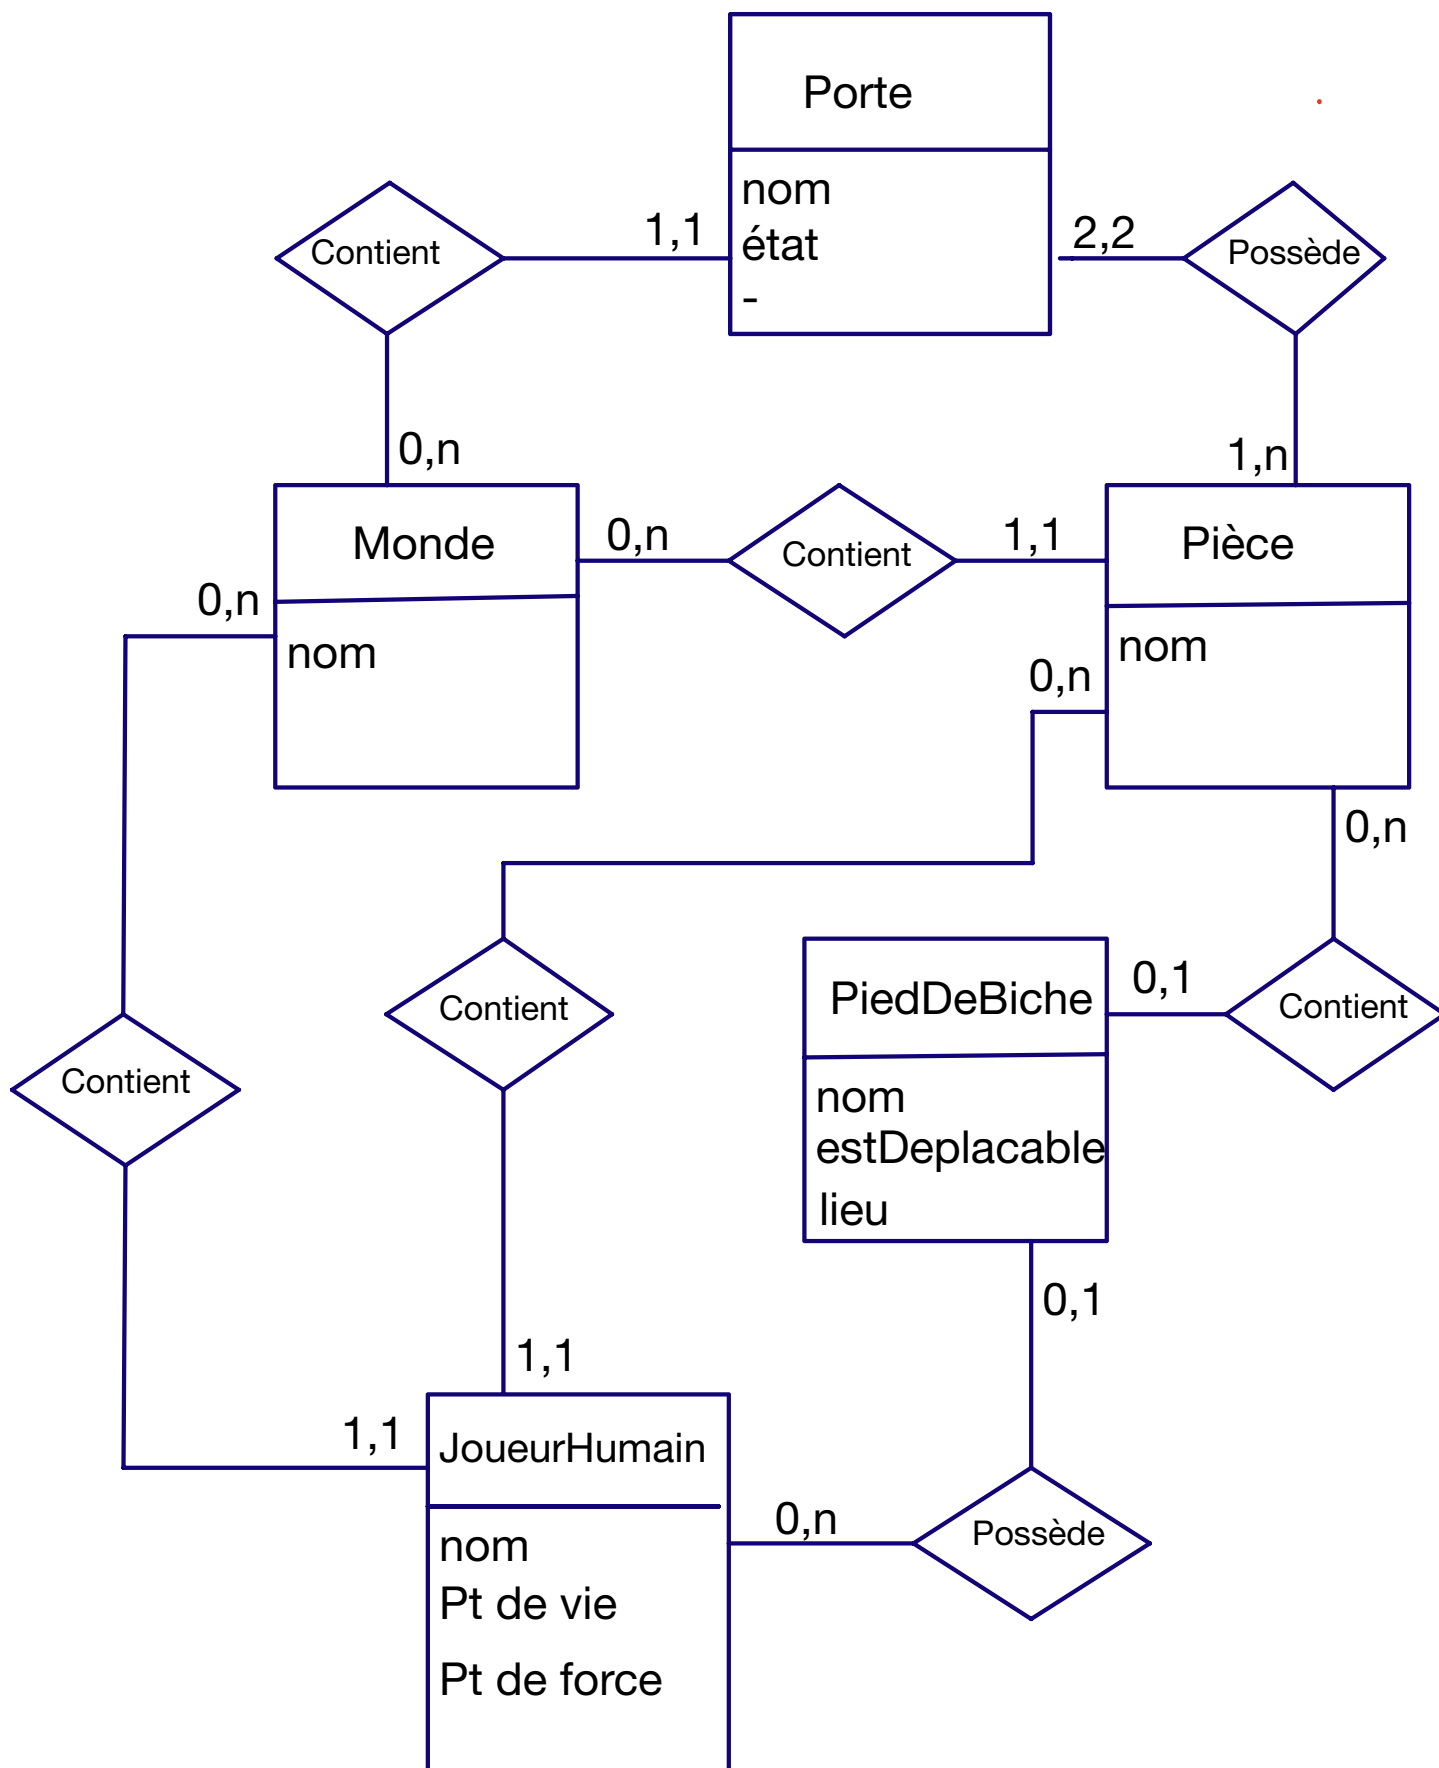 Porte
nom
état
-
1,1
2,2
Contient
Possède
0,n
1,n
Monde
nom
0,n
0,n
Contient
1,1
Pièce
nom
0,n
0,n
Contient
Contient
1,1
1,1
PiedDeBiche
nom
estDeplacable
lieu
0,1
Contient
0,1
JoueurHumain
nom
Pt de vie
Pt de force
0,n
Possède